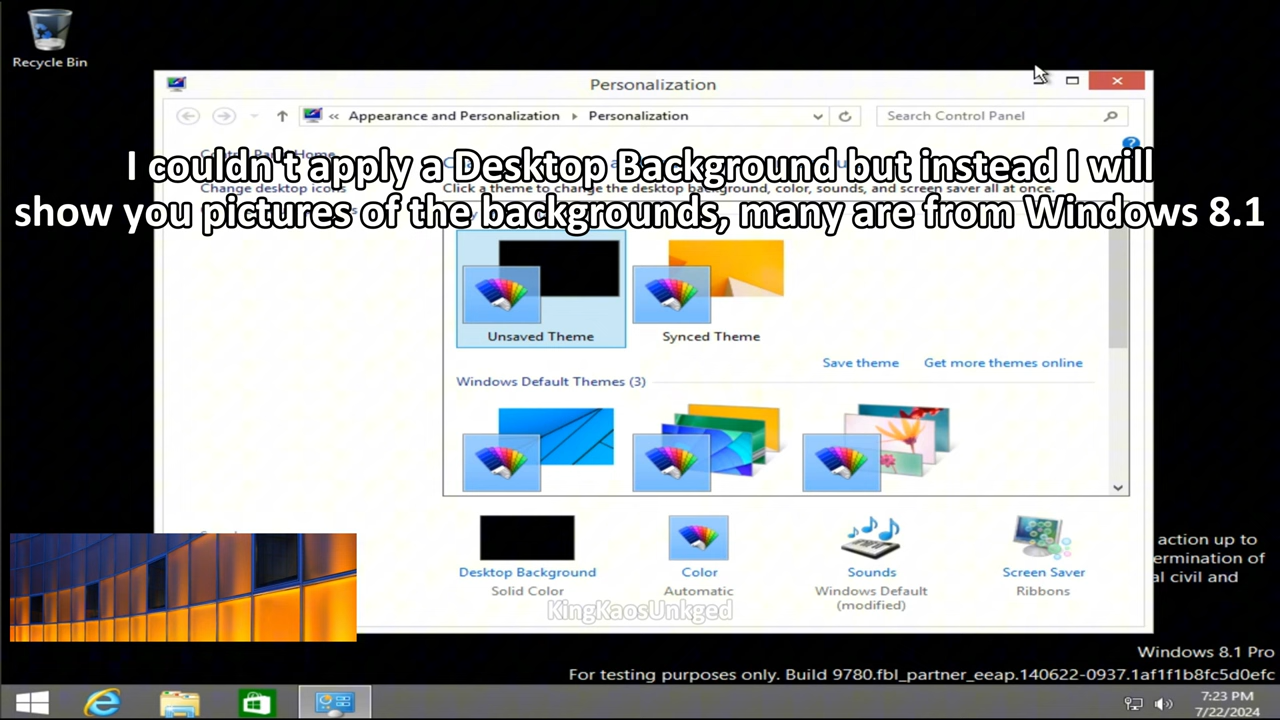 Recycle Bin
Personalization
« Appearance and Personalization Personalization
Search Control Panel
I couldn't apply a Desktop Background but instead I will
Change desktop icons
Click a theme to change the desktop background, color, sounds, and screen saver all at once.
show you pictures of the backgrounds, many are from Windows 8.1
Unsaved Theme
Synced Theme
Save theme
Get more themes online
Windows Default Themes (3)
Desktop Background
Solid Color
Color
Automatic
Sounds
Windows Default
(modified)
Screen Saver
Ribbons
KingKaosUnkged
action up to
ermination of
al civil and
Windows 8.1 Pro
For testing purposes only. Build 9780.fbl_partner_eeap.140622-0937.1af1f1b8fc5d0efc
7:23 PM
7/22/2024